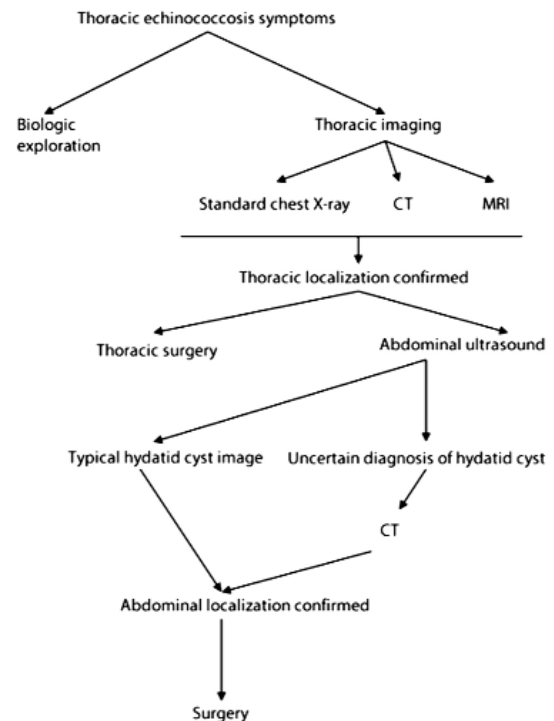 Thoracic echinococcosis symptoms
Biologic
exploration
Thoracic imaging
Standard chest X-ray
CT
MRI
Thoracic localization confirmed
Thoracic surgery
Abdominal ultrasound
Typical hydatid cyst image
Uncertain diagnosis of hydatid cyst
CT
Abdominal localization confirmed
Surgery